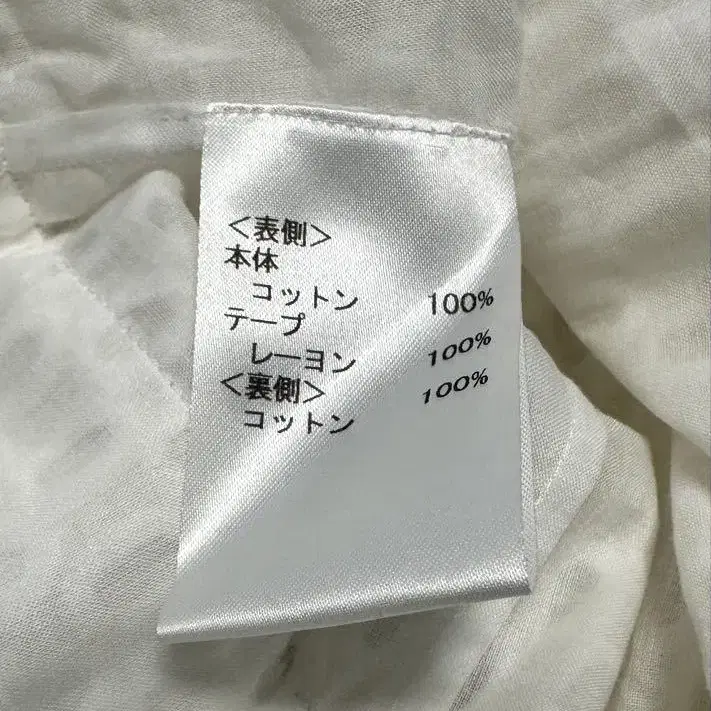 <表側>
本体
コットン 100%
テープ
レーヨン 100%
<裏側> 100%
コットン